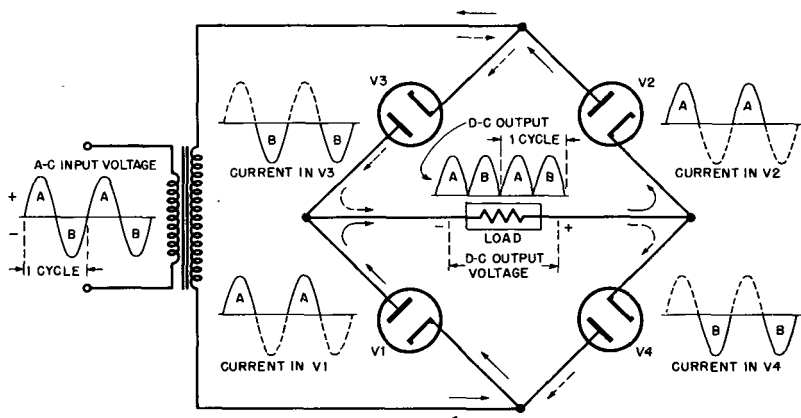 V3
V2
D-C OUTPUT
1 CYCLE
A
A
B
B
CURRENT IN V3
A
A
B
B
CURRENT IN V2
A-C INPUT VOLTAGE
A
A
B
B
+
-
1 CYCLE
A
B
A
B
-
LOAD
+
D-C OUTPUT
VOLTAGE
A
A
B
B
CURRENT IN V1
V1
V4
CURRENT IN V4